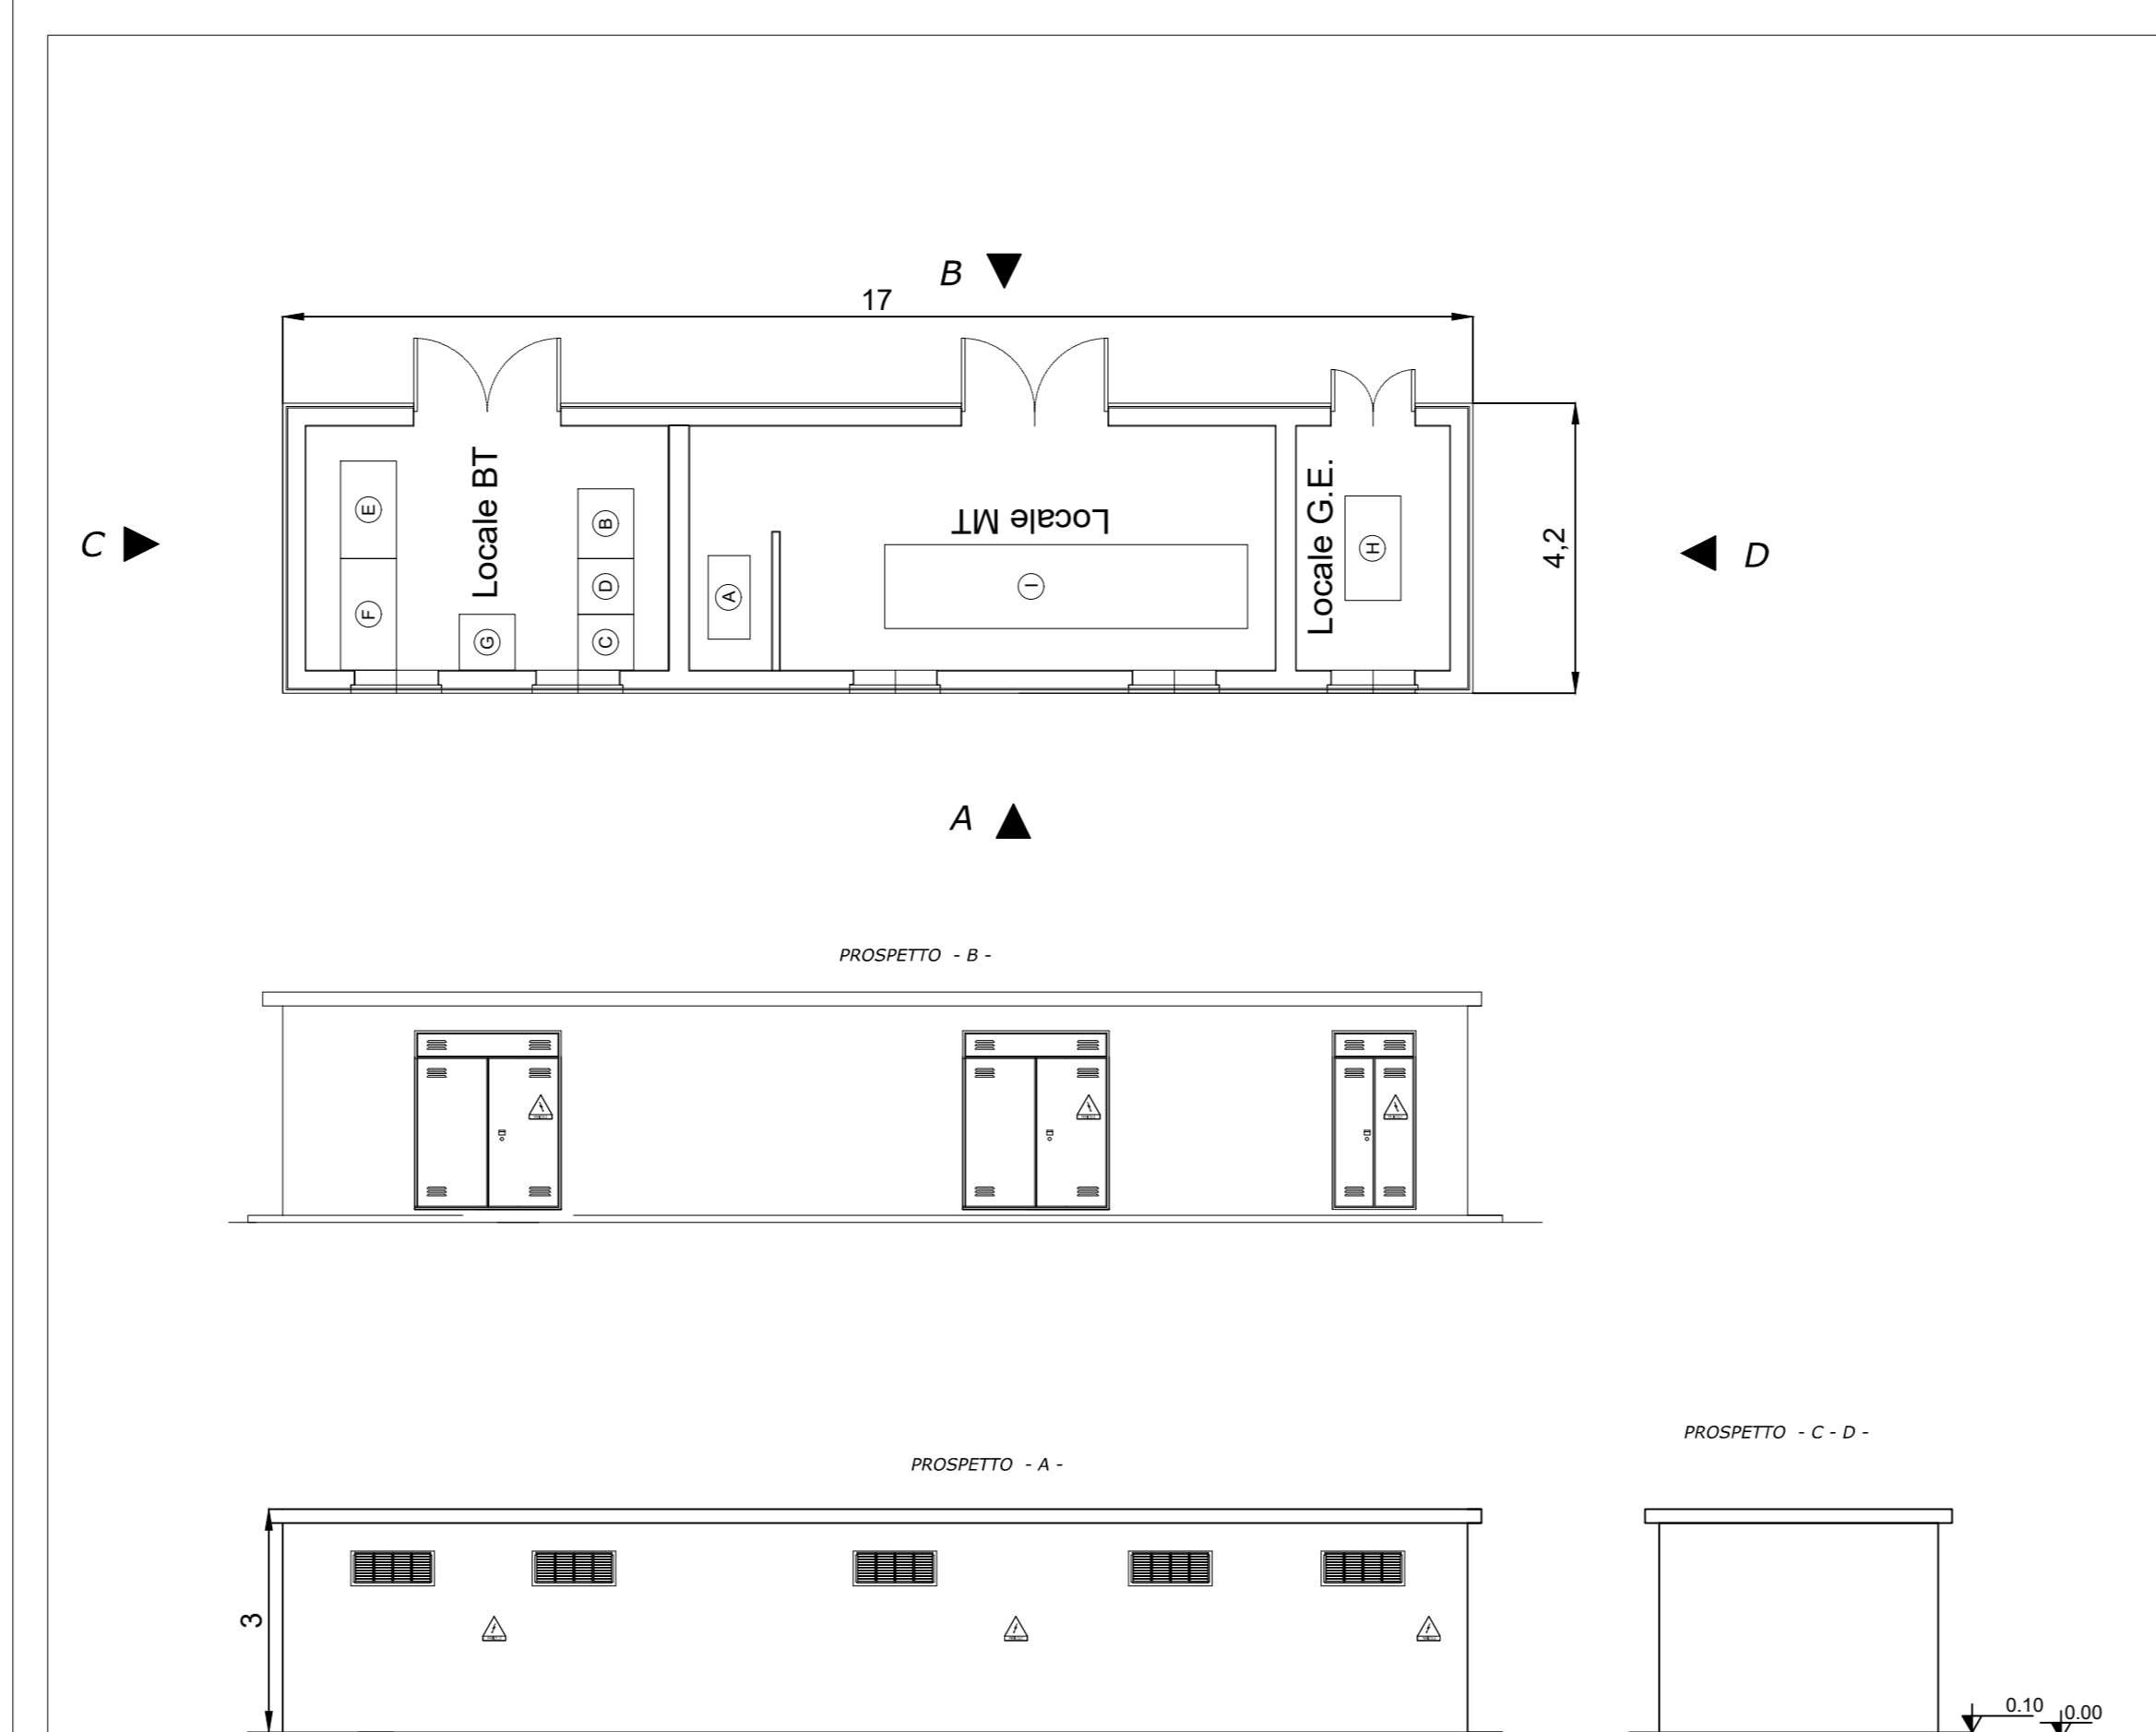 B
17
Locale BT
Locale MT
Locale G.E.
E
F
G
B
D
C
A
I
H
4,2
C
D
A
PROSPETTO - B -
PROSPETTO - C - D -
PROSPETTO - A -
3
0.10
0.00